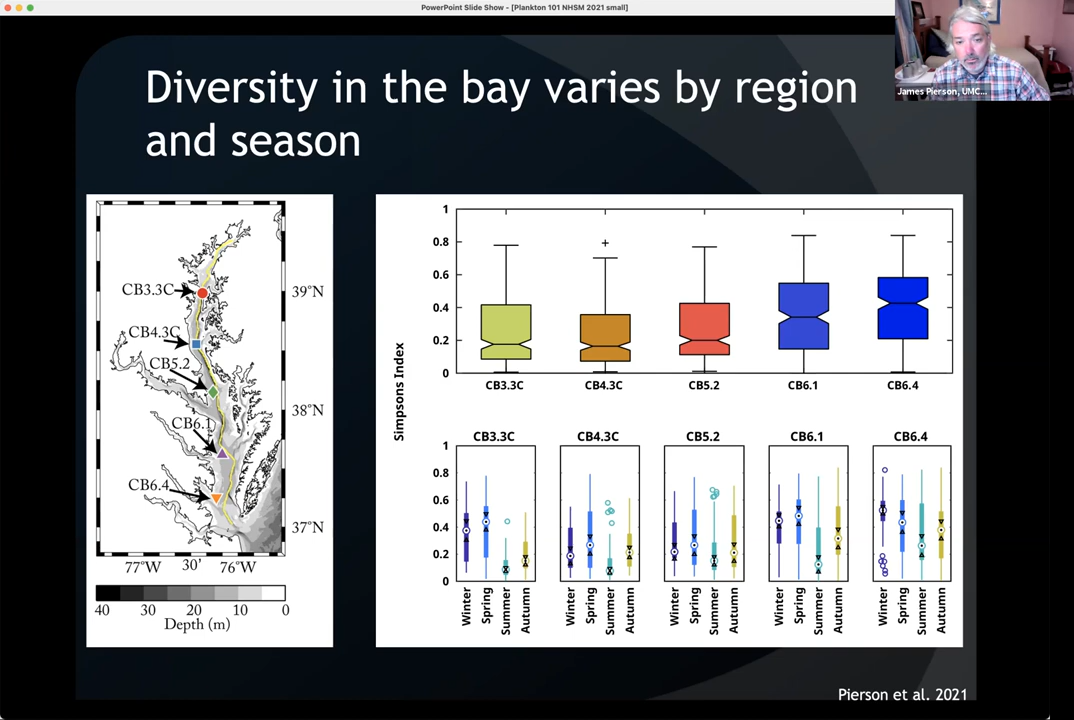 PowerPoint Slide Show - [Plankton 101 NHSM 2021 small]
James Pierson, UMC...
Diversity in the bay varies by region
and season
CB3.3C
39°N
CB4.3C
CB5.2
38°N
CB6.1
CB6.4
37°N
77°W 30' 76°W
40 30 20 10 0
Depth (m)
Simpsons Index
1
0.8
0.6
0.4
0.2
0
CB3.3C CB4.3C CB5.2 CB6.1 CB6.4
CB3.3C CB4.3C CB5.2 CB6.1 CB6.4
1
0.8
0.6
0.4
0.2
0
Winter Spring Summer Autumn Winter Spring Summer Autumn Winter Spring Summer Autumn Winter Spring Summer Autumn Winter Spring Summer Autumn
Pierson et al. 2021